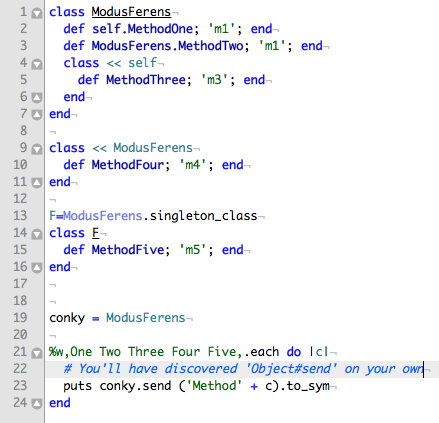 1 class ModusFerens¬
2 def self.MethodOne; 'm1'; end¬
3 def ModusFerens.MethodTwo; 'm1'; end¬
4 class << self¬
5 def MethodThree; 'm3'; end¬
6 end¬
7 end¬
8 ¬
9 class << ModusFerens¬
10 def MethodFour; 'm4'; end¬
11 end¬
12 ¬
13 F=ModusFerens.singleton_class¬
14 class F¬
15 def MethodFive; 'm5'; end¬
16 end¬
17 ¬
18 ¬
19 conky = ModusFerens¬
20 ¬
21 %w,One Two Three Four Five,.each do |c|¬
22 # You'll have discovered 'Object#send' on your own¬
23 puts conky.send ('Method' + c).to_sym¬
24 end